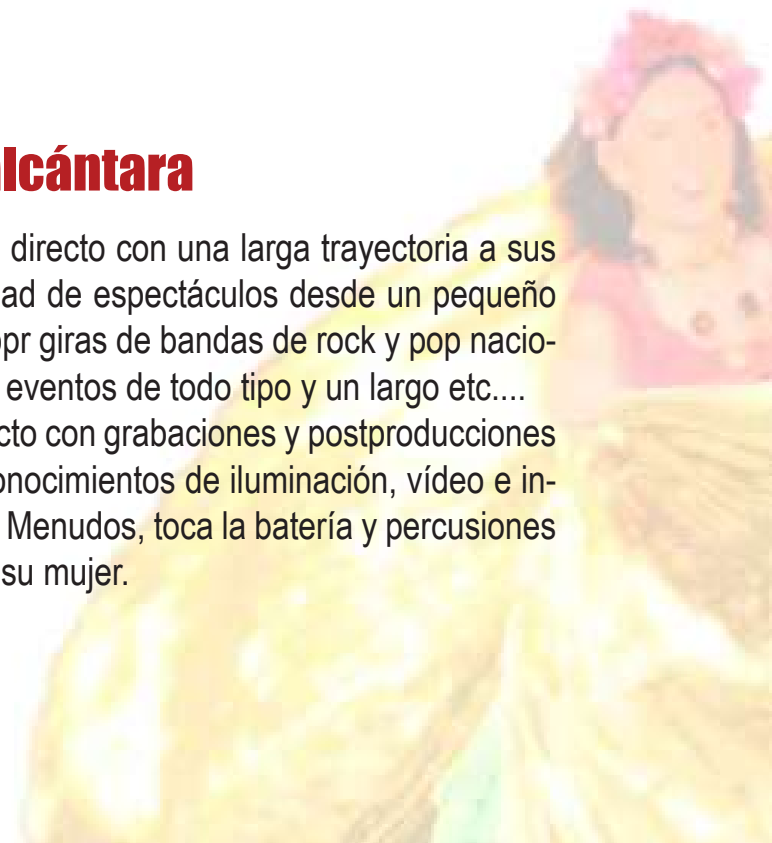 lcántara
directo con una larga trayectoria a sus
ad de espectáculos desde un pequeño
pr giras de bandas de rock y pop nacio-
eventos de todo tipo y un largo etc....
cto con grabaciones y postproducciones
onocimientos de iluminación, vídeo e in-
Menudos, toca la batería y percusiones
su mujer.